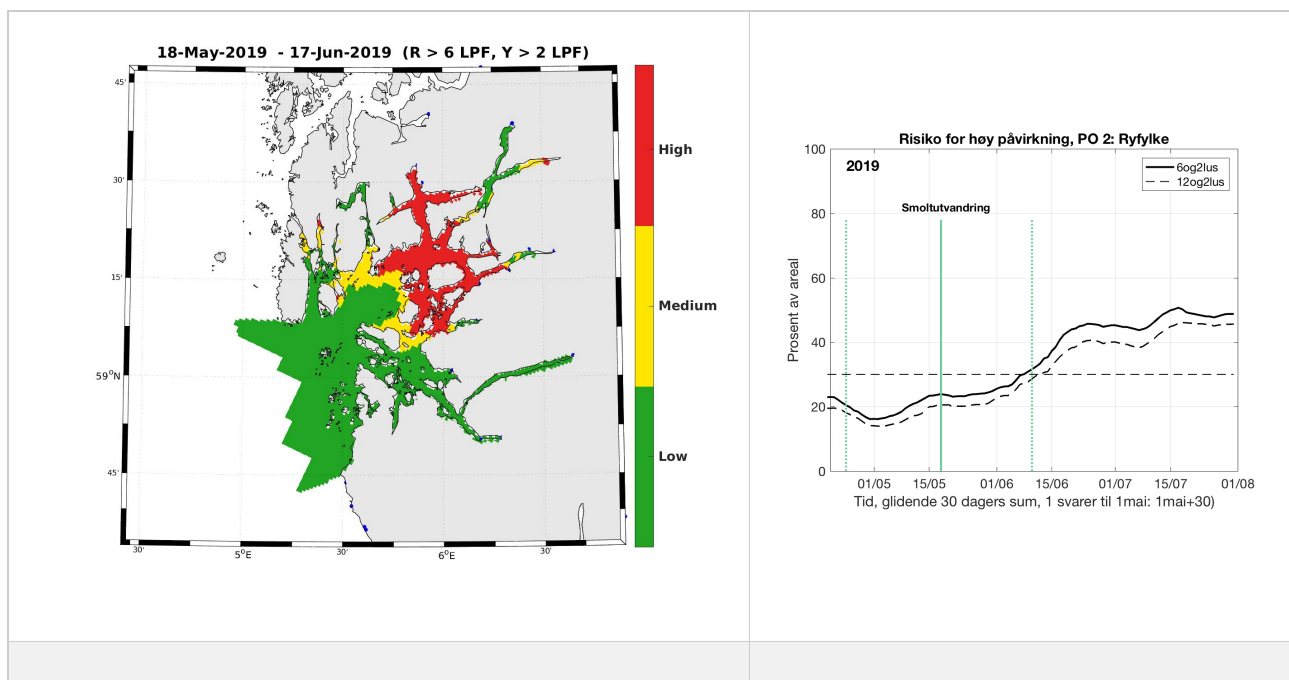 18-May-2019 - 17-Jun-2019 (R > 6 LPF, Y > 2 LPF)
45'
30'
15'
59°N
45'
30'
5°E
30'
6°E
30'
High
Medium
Low
Risiko for høy påvirkning, PO 2: Ryfylke
2019
6og2lus
12og2lus
Smoltutvandring
Prosent av areal
100
80
60
40
20
0
01/05 15/05 01/06 15/06 01/07 15/07 01/08
Tid, glidende 30 dagers sum, 1 svarer til 1mai: 1mai+30)